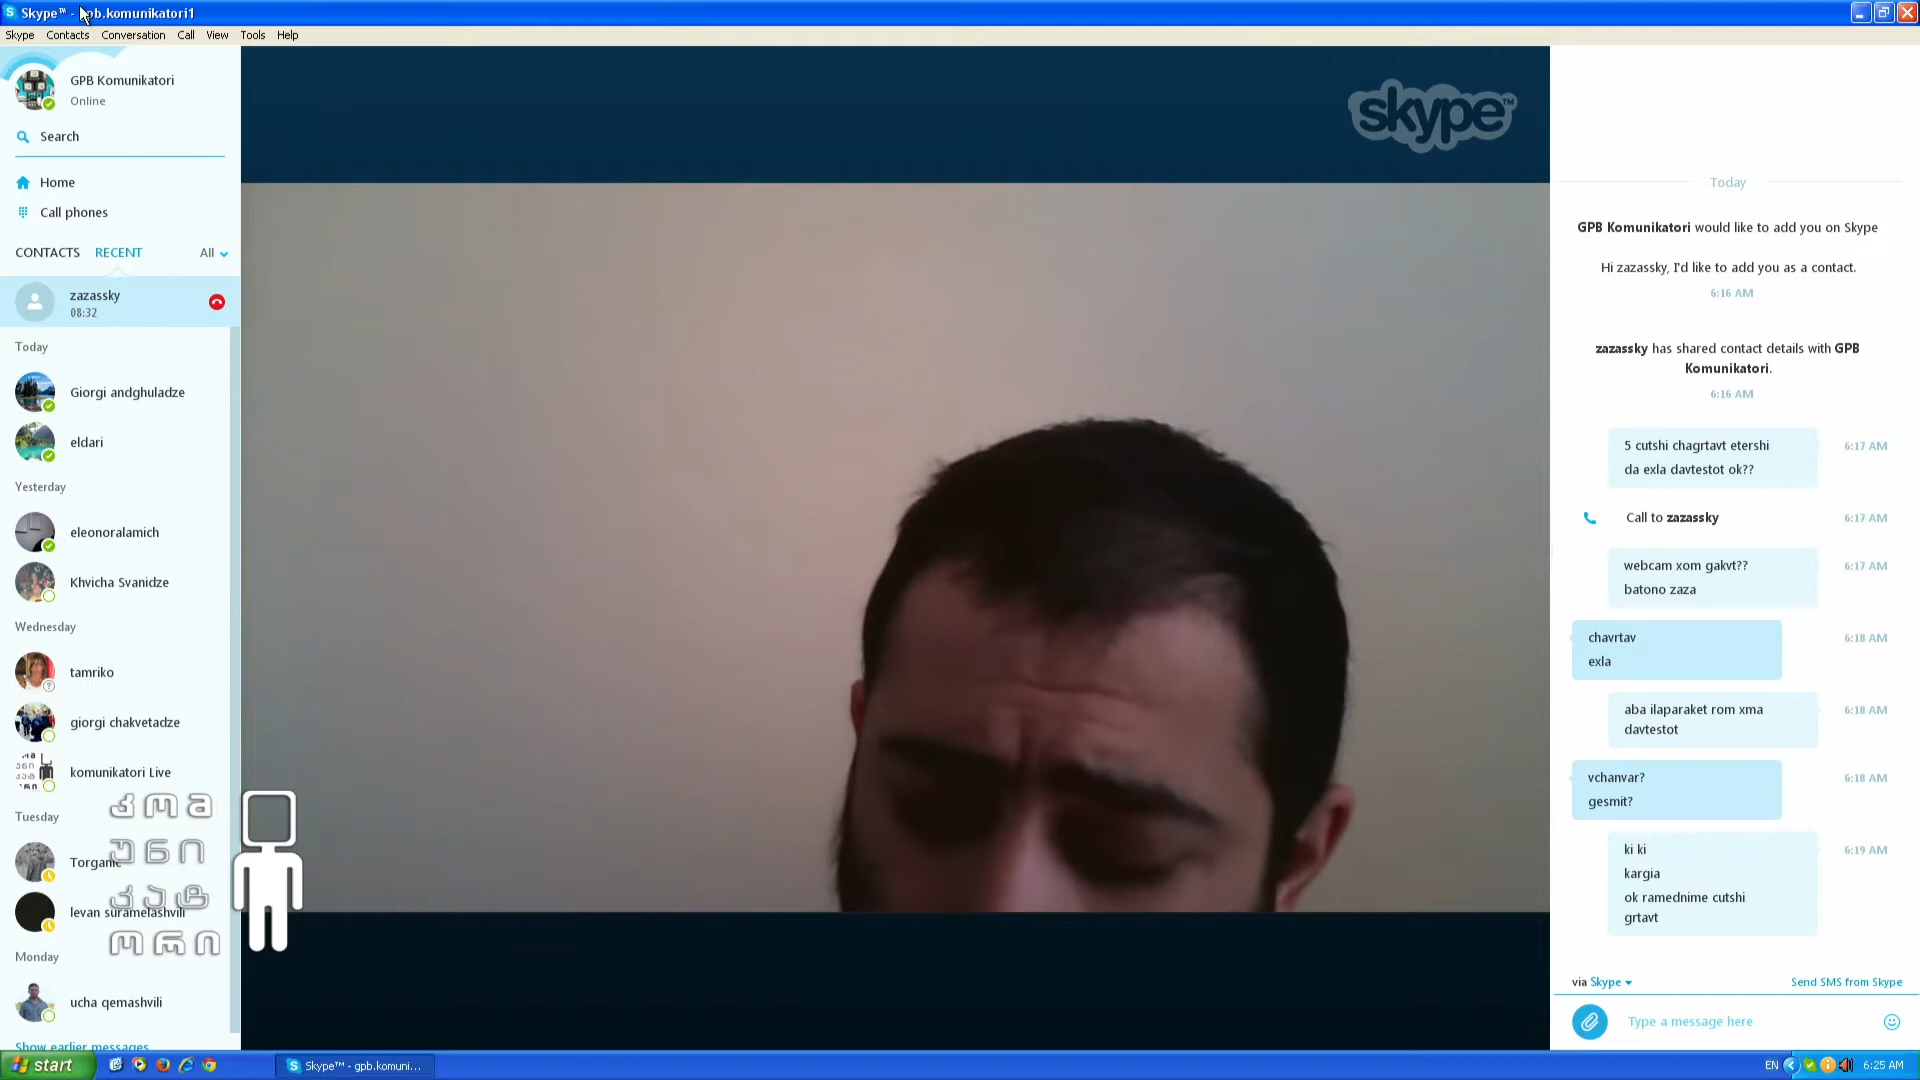 Skype™ - gpb.komunikatori1
Skype Contacts Conversation Call View Tools Help
GPB Komunikatori
Online
Search
Home
Call phones
CONTACTS RECENT All
zazassky
08:32
Today
Giorgi andghuladze
eldari
Yesterday
eleonoralamich
Khvicha Svanidze
Wednesday
tamriko
giorgi chakvetadze
komunikatori Live
Tuesday
Torganic
levan suramelashvili
Monday
ucha qemashvili
Show earlier messages
კომ
უნი
კატ
ორი
skype™
Today
GPB Komunikatori would like to add you on Skype
Hi zazassky, I'd like to add you as a contact.
6:16 AM
zazassky has shared contact details with GPB
Komunikatori.
6:16 AM
5 cutshi chagrtavt etershi 6:17 AM
da exla davtestot ok??
Call to zazassky 6:17 AM
webcam xom gakvt?? 6:17 AM
batono zaza
chavrtav 6:18 AM
exla
aba ilaparaket rom xma 6:18 AM
davtestot
vchanvar? 6:18 AM
gesmit?
ki ki 6:19 AM
kargia
ok ramednime cutshi
grtavt
via Skype Send SMS from Skype
Type a message here
start Skype™ - gpb.komuni... EN 6:25 AM